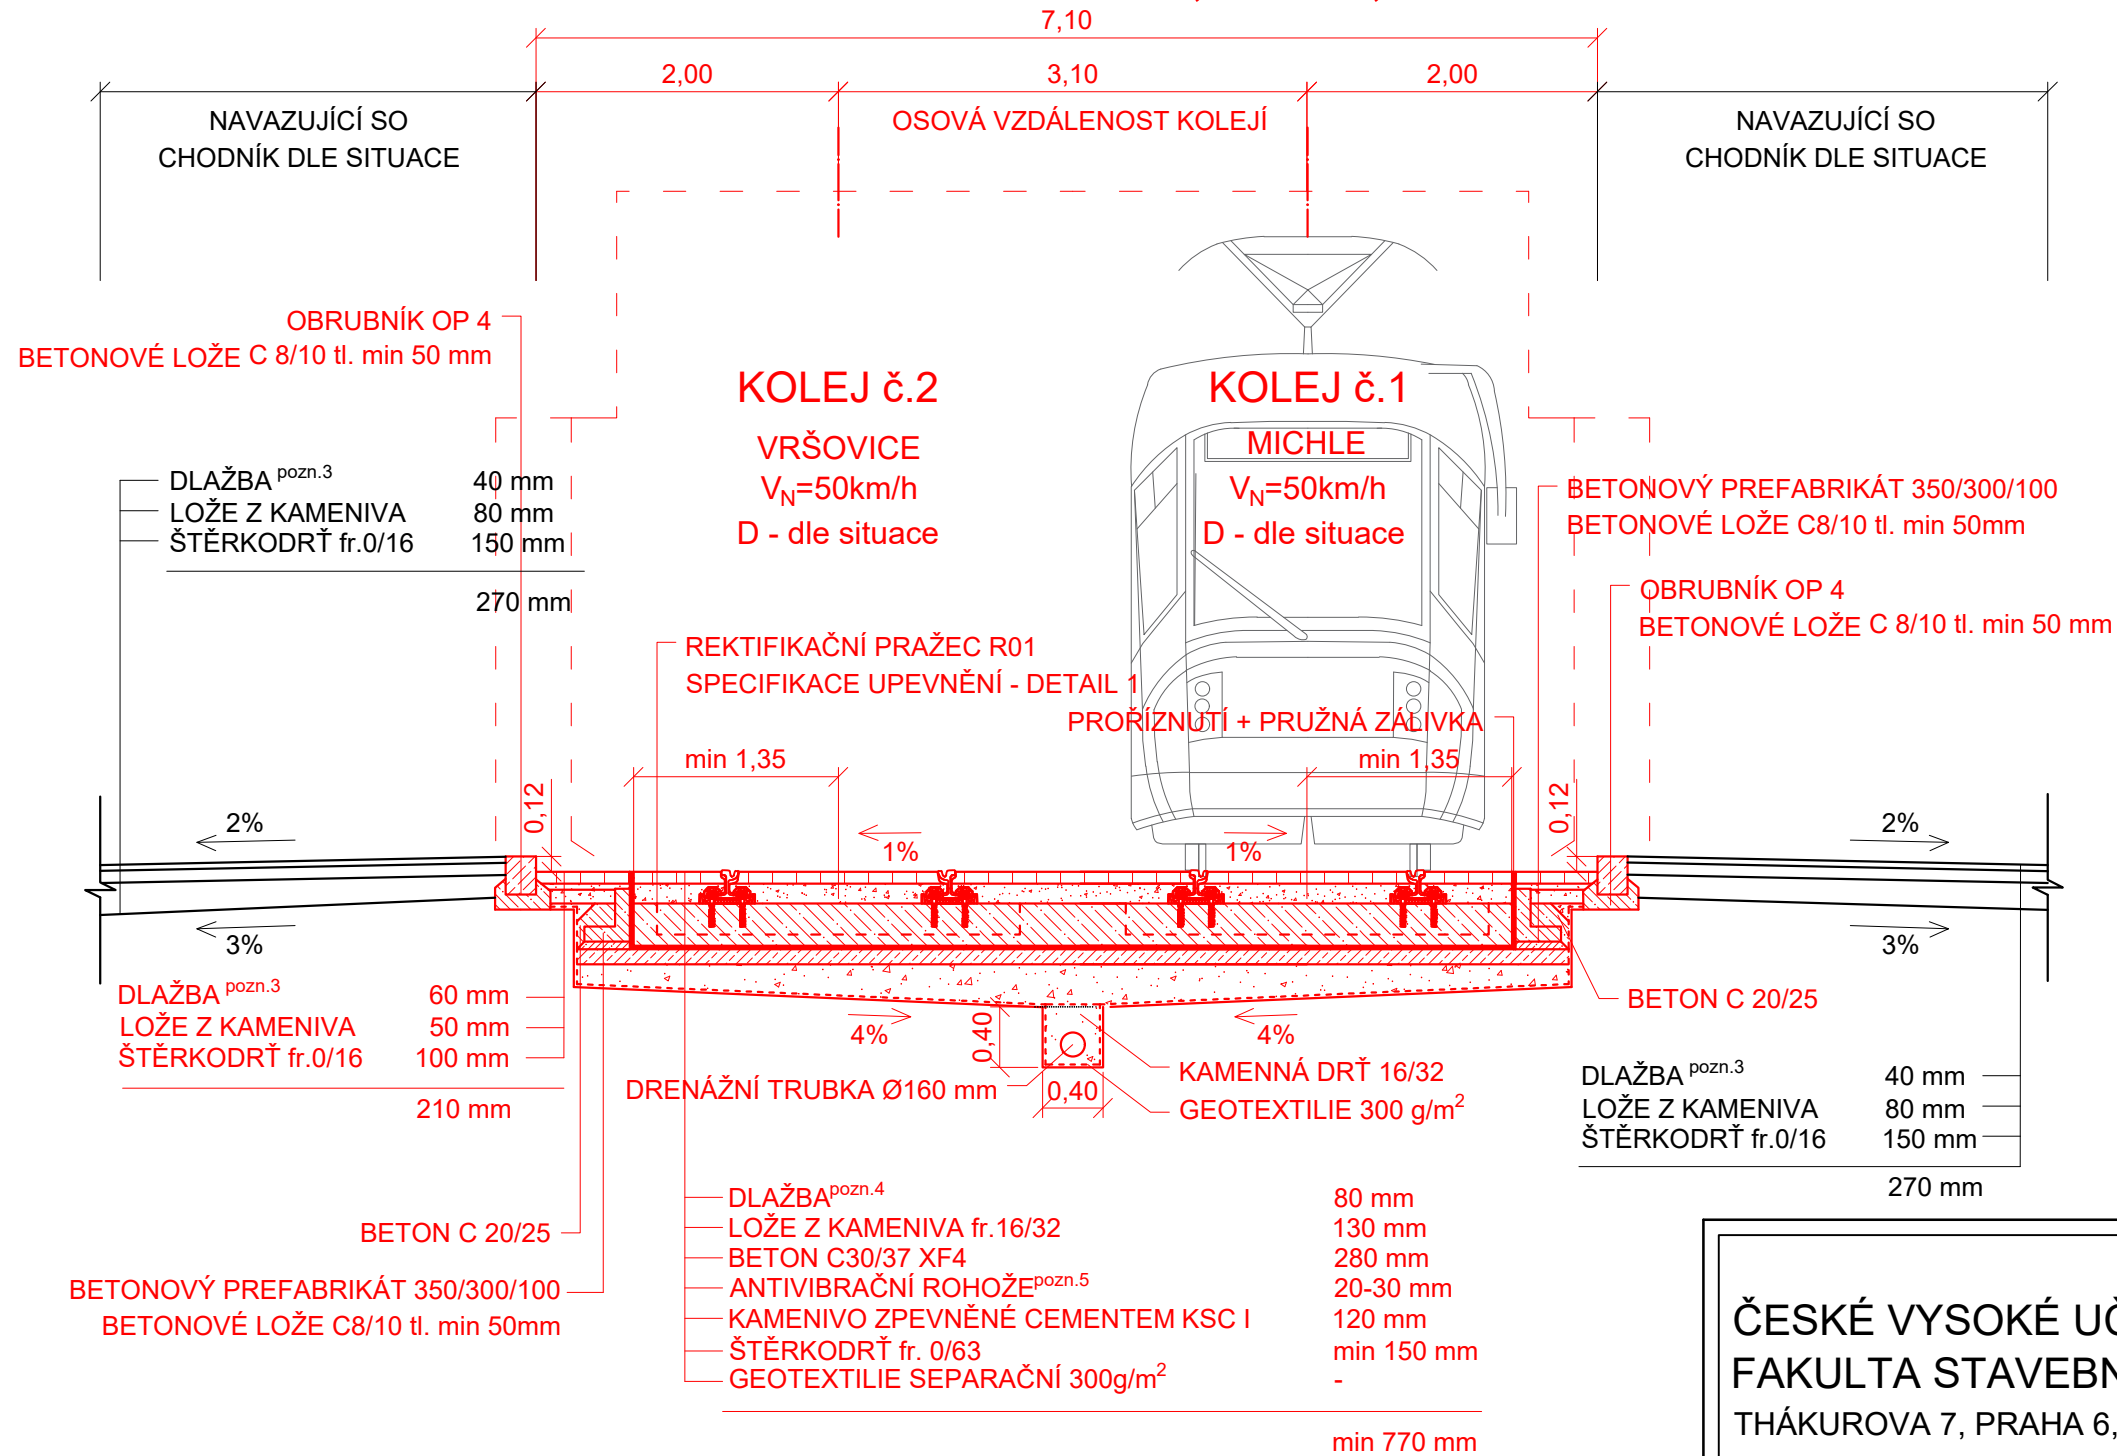 7,10
2,00
3,10
2,00
NAVAZUJÍCÍ SO
CHODNÍK DLE SITUACE
OSOVÁ VZDÁLENOST KOLEJÍ
NAVAZUJÍCÍ SO
CHODNÍK DLE SITUACE
OBRUBNÍK OP 4
BETONOVÉ LOŽE C 8/10 tl. min 50 mm
KOLEJ č.2
VRŠOVICE
V_N=50km/h
D - dle situace
KOLEJ č.1
MICHLE
V_N=50km/h
D - dle situace
DLAŽBA pozn.3 40 mm
LOŽE Z KAMENIVA 80 mm
ŠTĚRKODRŤ fr.0/16 150 mm
270 mm
BETONOVÝ PREFABRIKÁT 350/300/100
BETONOVÉ LOŽE C8/10 tl. min 50mm
OBRUBNÍK OP 4
BETONOVÉ LOŽE C 8/10 tl. min 50 mm
REKTIFIKAČNÍ PRAŽEC R01
SPECIFIKACE UPEVNĚNÍ - DETAIL 1
PROŘÍZNUTÍ + PRUŽNÁ ZÁLIVKA
min 1,35
min 1,35
0,12
0,12
2%
1%
1%
2%
3%
3%
DLAŽBA pozn.3 60 mm
LOŽE Z KAMENIVA 50 mm
ŠTĚRKODRŤ fr.0/16 100 mm
210 mm
4%
0,40
4%
BETON C 20/25
DRENÁŽNÍ TRUBKA Ø160 mm
0,40
KAMENNÁ DRŤ 16/32
GEOTEXTILIE 300 g/m²
DLAŽBA pozn.3 40 mm
LOŽE Z KAMENIVA 80 mm
ŠTĚRKODRŤ fr.0/16 150 mm
270 mm
BETON C 20/25
BETONOVÝ PREFABRIKÁT 350/300/100
BETONOVÉ LOŽE C8/10 tl. min 50mm
DLAŽBA pozn.4 80 mm
LOŽE Z KAMENIVA fr.16/32 130 mm
BETON C30/37 XF4 280 mm
ANTIVIBRAČNÍ ROHOŽE pozn.5 20-30 mm
KAMENIVO ZPEVNĚNÉ CEMENTEM KSC I 120 mm
ŠTĚRKODRŤ fr. 0/63 min 150 mm
GEOTEXTILIE SEPARAČNÍ 300g/m² -
min 770 mm
ČESKÉ VYSOKÉ
FAKULTA
THÁKUROVA 7, PRAHA 6,